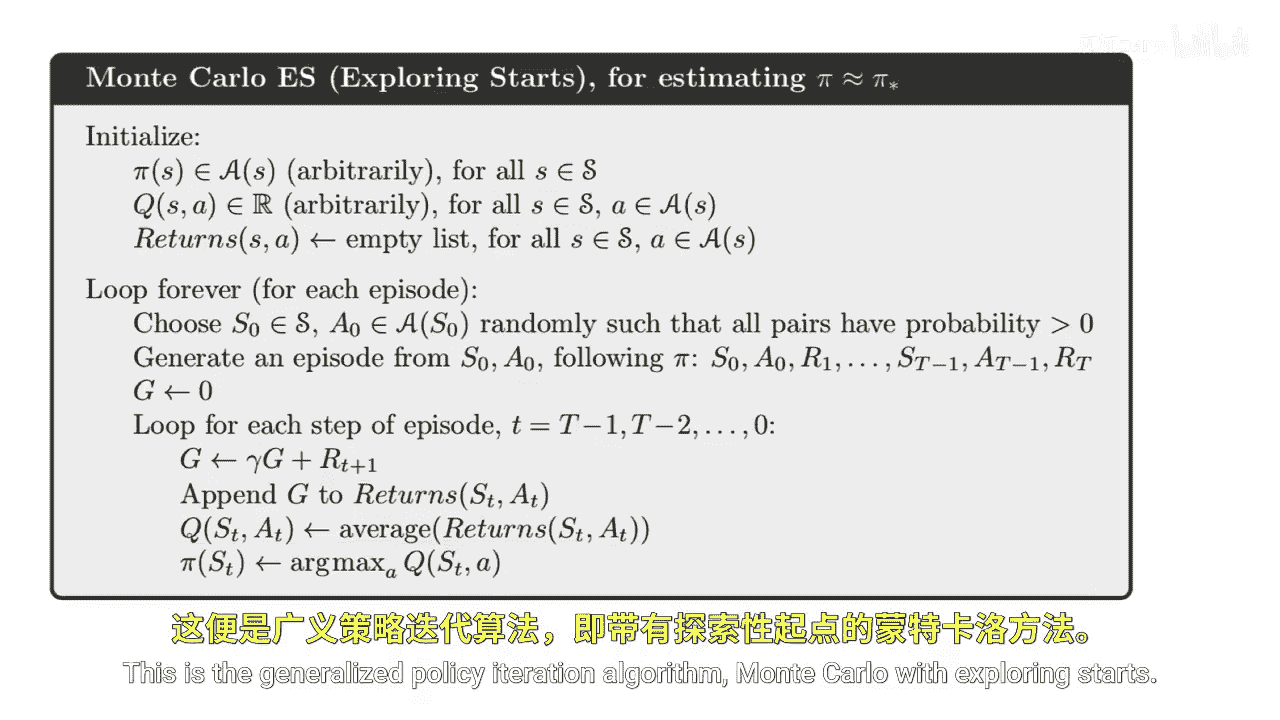 Monte Carlo ES (Exploring Starts), for estimating π ≈ π∗
Initialize:
π(s) ∈ 𝒜(s) (arbitrarily), for all s ∈ 𝒮
Q(s, a) ∈ ℝ (arbitrarily), for all s ∈ 𝒮, a ∈ 𝒜(s)
Returns(s, a) ← empty list, for all s ∈ 𝒮, a ∈ 𝒜(s)
Loop forever (for each episode):
Choose S₀ ∈ 𝒮, A₀ ∈ 𝒜(S₀) randomly such that all pairs have probability > 0
Generate an episode from S₀, A₀, following π: S₀, A₀, R₁, . . . , S_{T−1}, A_{T−1}, R_T
G ← 0
Loop for each step of episode, t = T−1, T−2, . . . , 0:
G ← γG + R_{t+1}
Append G to Returns(S_t, A_t)
Q(S_t, A_t) ← average(Returns(S_t, A_t))
π(S_t) ← argmax_a Q(S_t, a)
这便是广义策略迭代算法，即带有探索性起点的蒙特卡洛方法。
This is the generalized policy iteration algorithm, Monte Carlo with exploring starts.